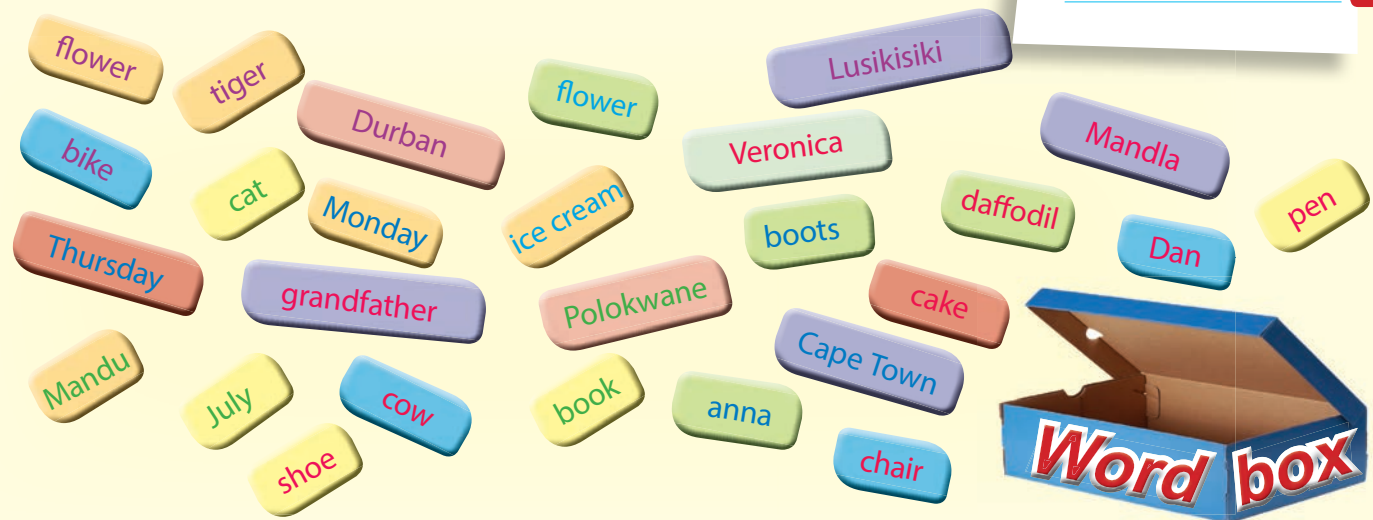 flower
tiger
Durban
flower
Lusikisiki
bike
cat
Monday
ice cream
Veronica
boots
daffodil
Mandla
Dan
pen
Thursday
grandfather
Polokwane
cake
Cape Town
Mandu
July
cow
shoe
book
anna
chair
Word box